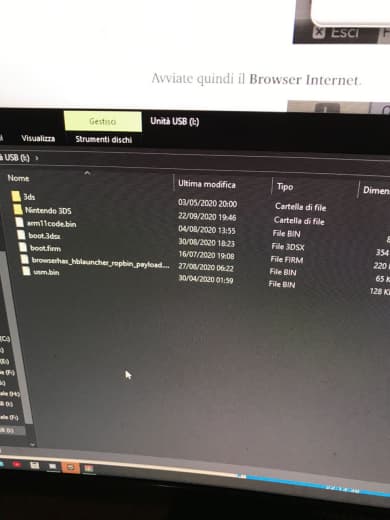 Esci
Avviate quindi il Browser Internet.
Gestisci
Unità USB (I:)
Visualizza
Strumenti dischi
USB (I:)
Nome
Ultima modifica
Tipo
Dimen
3ds
03/05/2020 20:00
Cartella di file
Nintendo 3DS
22/09/2020 19:46
Cartella di file
arm11code.bin
04/08/2020 13:55
File BIN
8
boot.3dsx
30/08/2020 18:23
File 3DSX
354
boot.firm
16/07/2020 19:08
File FIRM
220
browserhax_hblauncher_ropbin_payload....
27/08/2020 06:22
File BIN
65 K
usm.bin
30/04/2020 01:59
File BIN
128 K